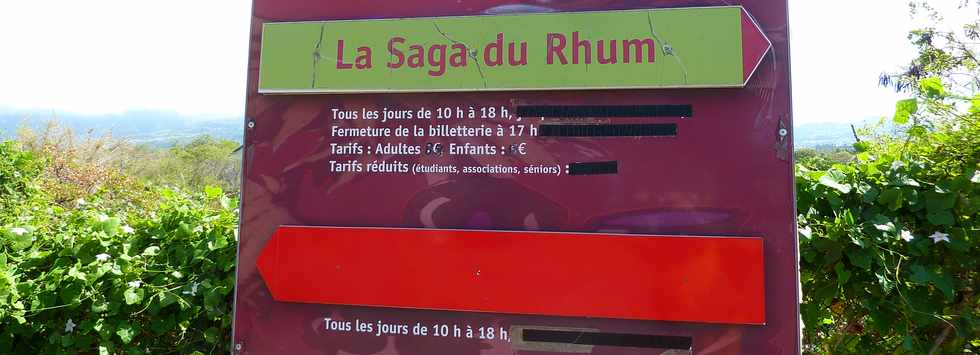 La Saga du Rhum
Tous les jours de 10 h à 18 h,
Fermeture de la billetterie à 17 h
Tarifs : Adultes Enfants : €
Tarifs réduits (étudiants, associations, séniors) :
Tous les jours de 10 h à 18 h,